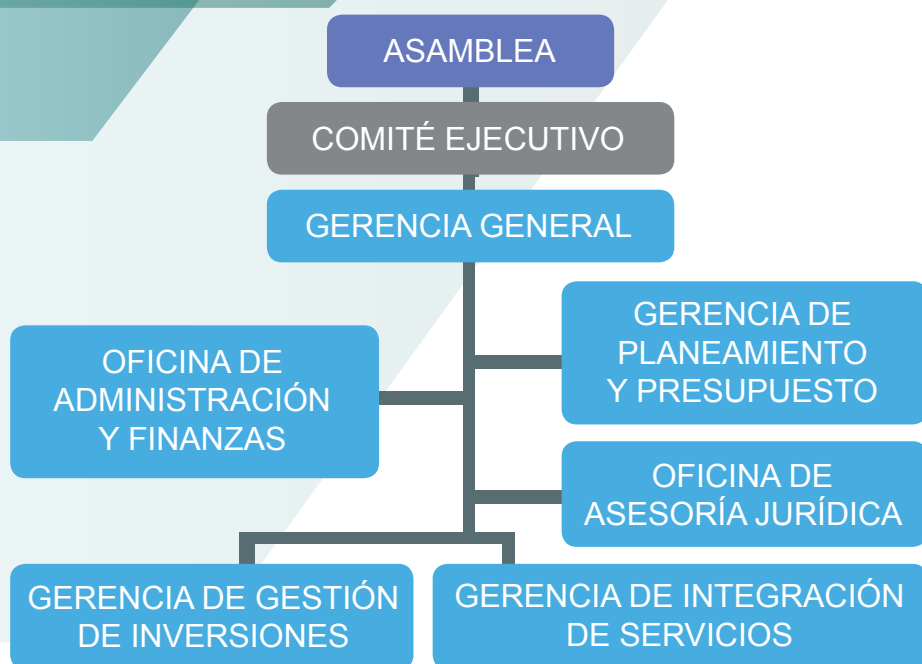 ASAMBLEA
COMITÉ EJECUTIVO
GERENCIA GENERAL
GERENCIA DE
PLANEAMIENTO
Y PRESUPUESTO
OFICINA DE
ADMINISTRACIÓN
Y FINANZAS
OFICINA DE
ASESORÍA JURÍDICA
GERENCIA DE GESTIÓN
DE INVERSIONES
GERENCIA DE INTEGRACIÓN
DE SERVICIOS